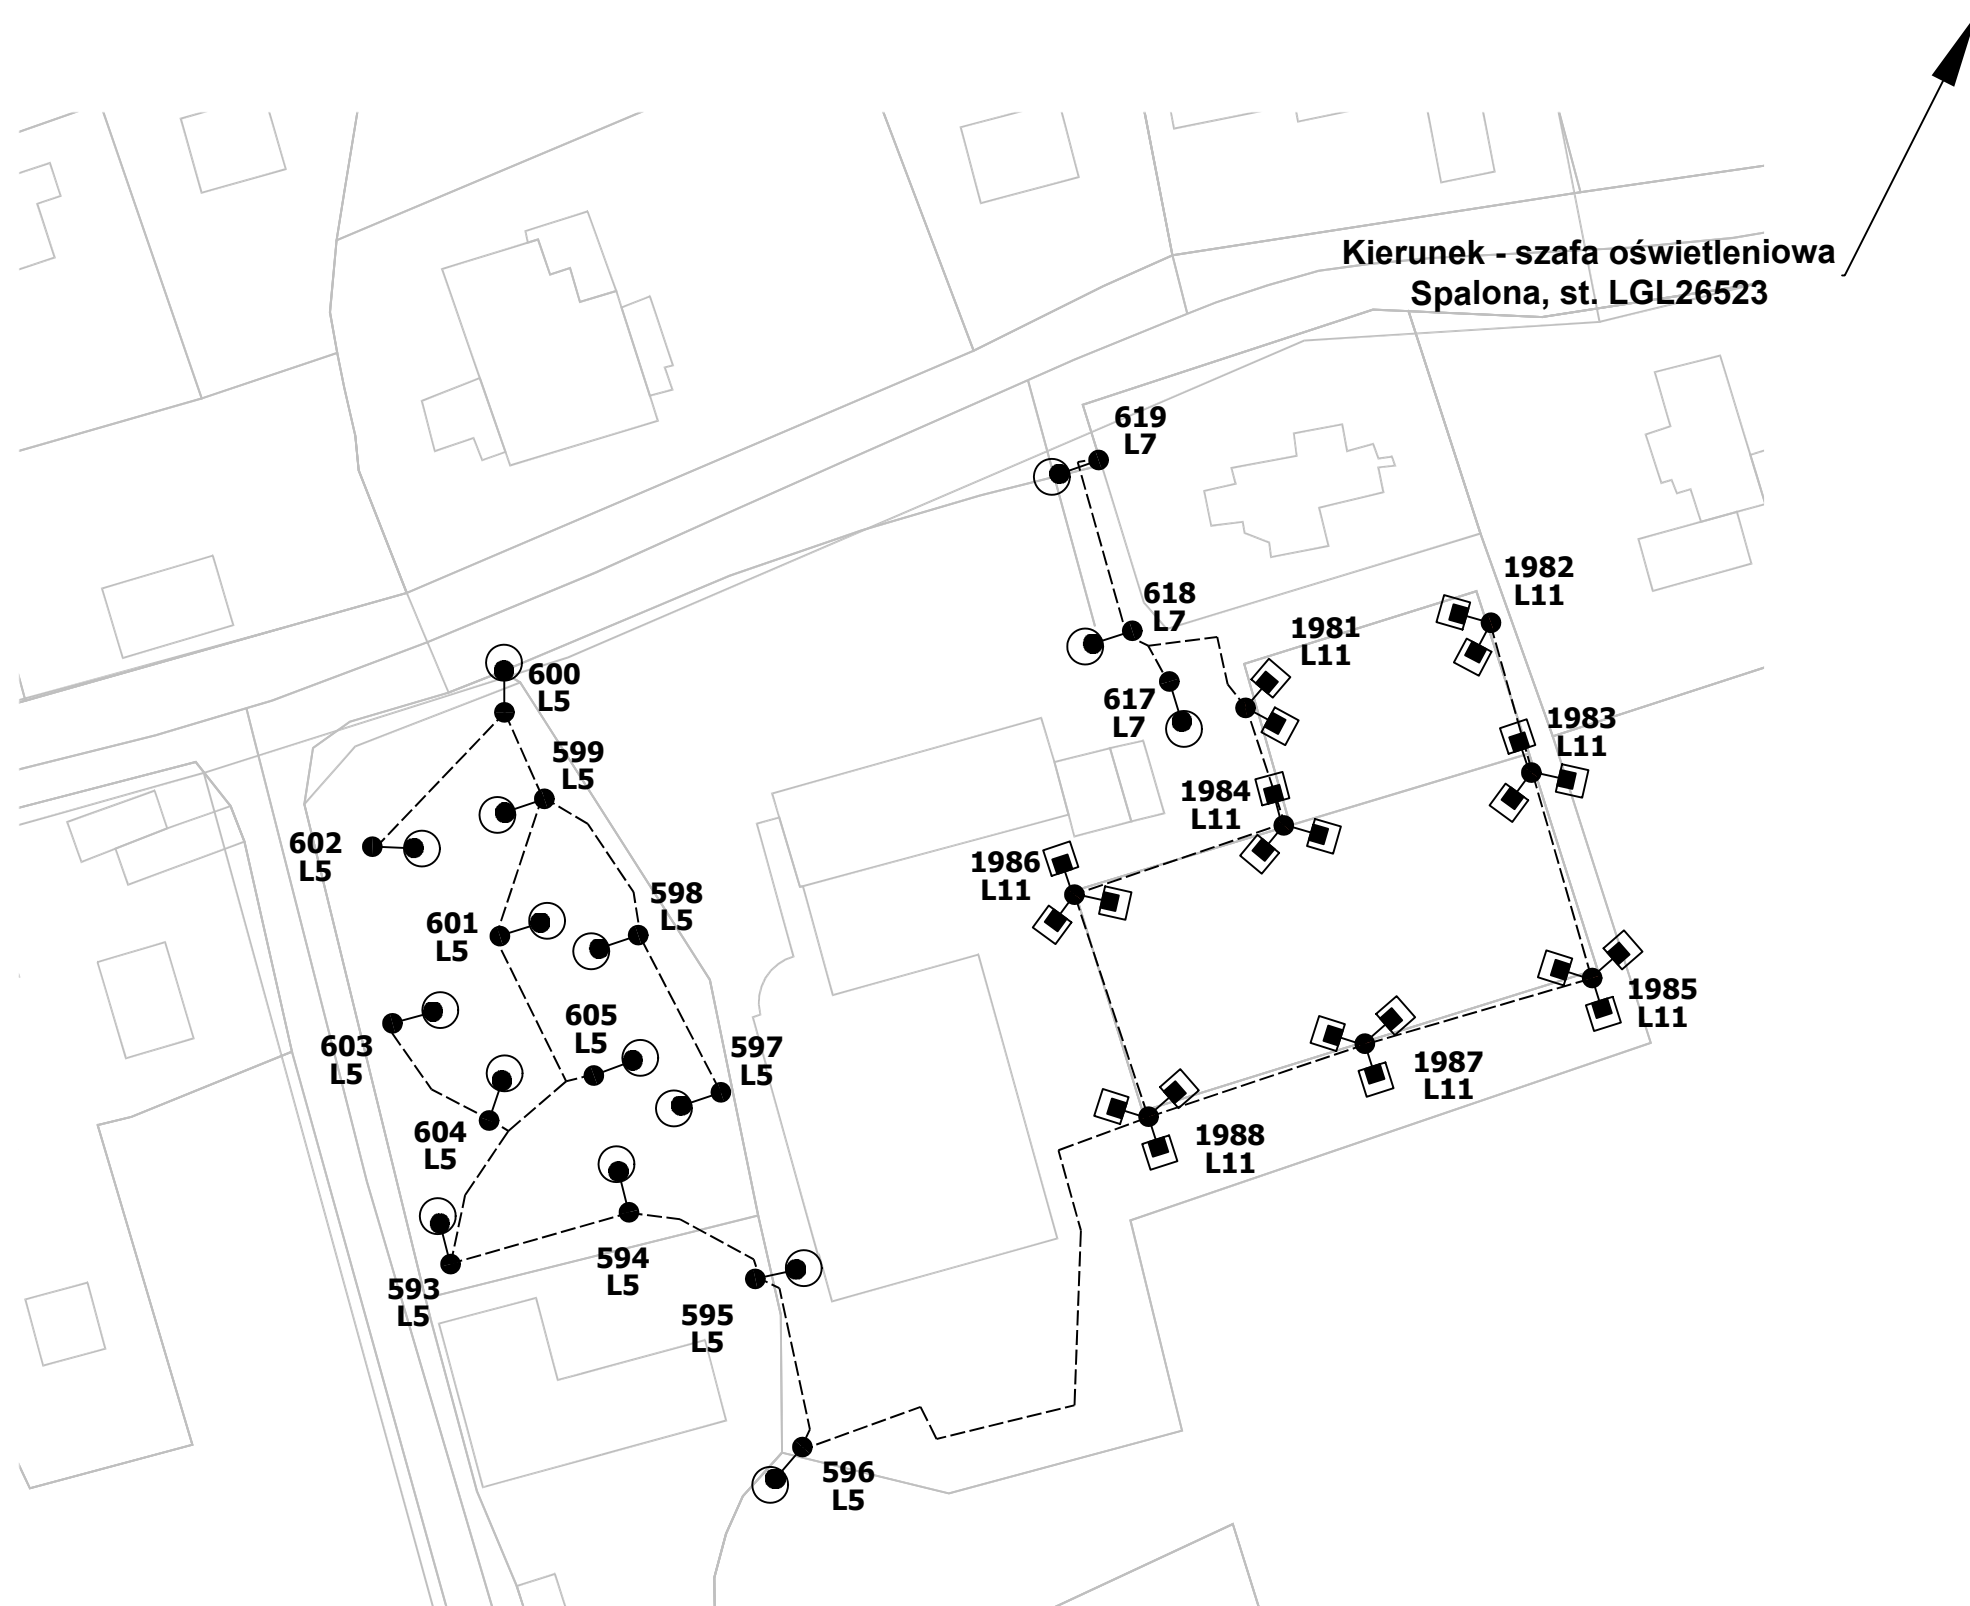 Kierunek - szafa oświetleniowa
Spalona, st. LGL26523
619
L7
618
L7
617
L7
1982
L11
1981
L11
1983
L11
1984
L11
1986
L11
1985
L11
1987
L11
1988
L11
600
L5
599
L5
602
L5
598
L5
601
L5
605
L5
603
L5
597
L5
604
L5
594
L5
593
L5
595
L5
596
L5